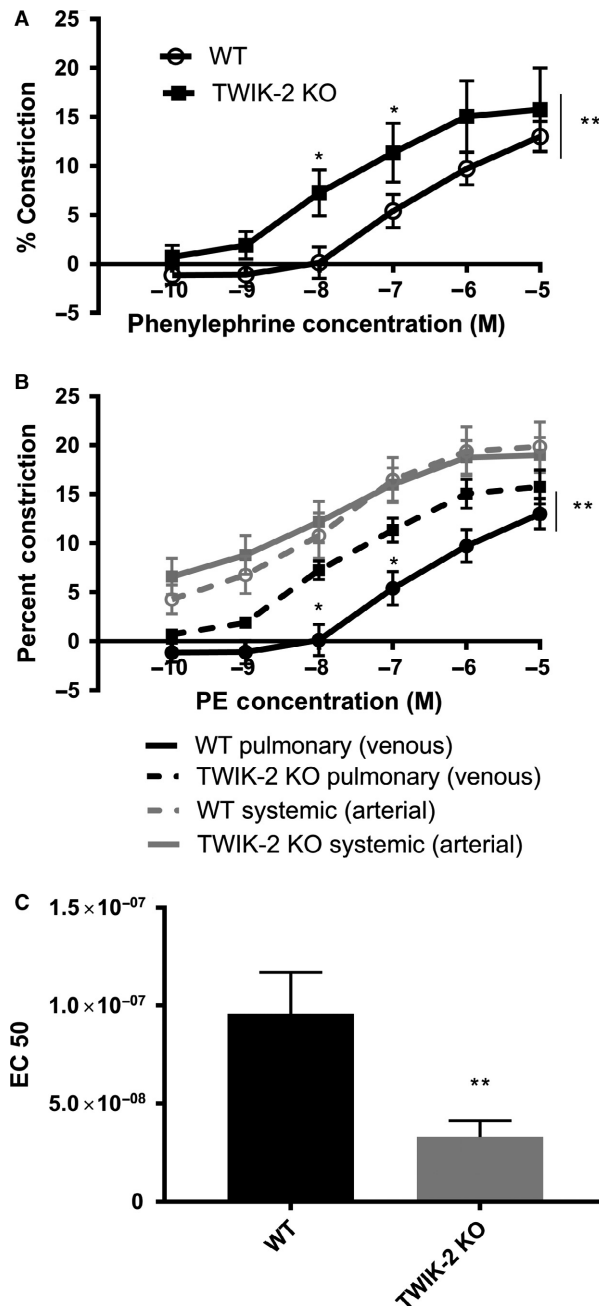 A
25
20
15
10
5
0
–5
% Constriction
WT
TWIK-2 KO
*
*
**
–10 –9 –8 –7 –6 –5
Phenylephrine concentration (M)
B
25
20
15
10
5
0
–5
Percent constriction
*
*
**
–10 –9 –8 –7 –6 –5
PE concentration (M)
WT pulmonary (venous)
TWIK-2 KO pulmonary (venous)
WT systemic (arterial)
TWIK-2 KO systemic (arterial)
C
1.5×10⁻⁰⁷
1.0×10⁻⁰⁷
5.0×10⁻⁰⁸
0
EC 50
**
WT
TWIK-2 KO